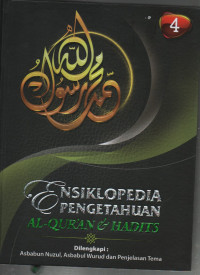 4
محمد رسول الله
ENSIKLOPEDIA
PENGETAHUAN
AL-QUR'AN & HADITS
Dilengkapi :
Asbabun Nuzul, Asbabul Wurud dan Penjelasan Tema